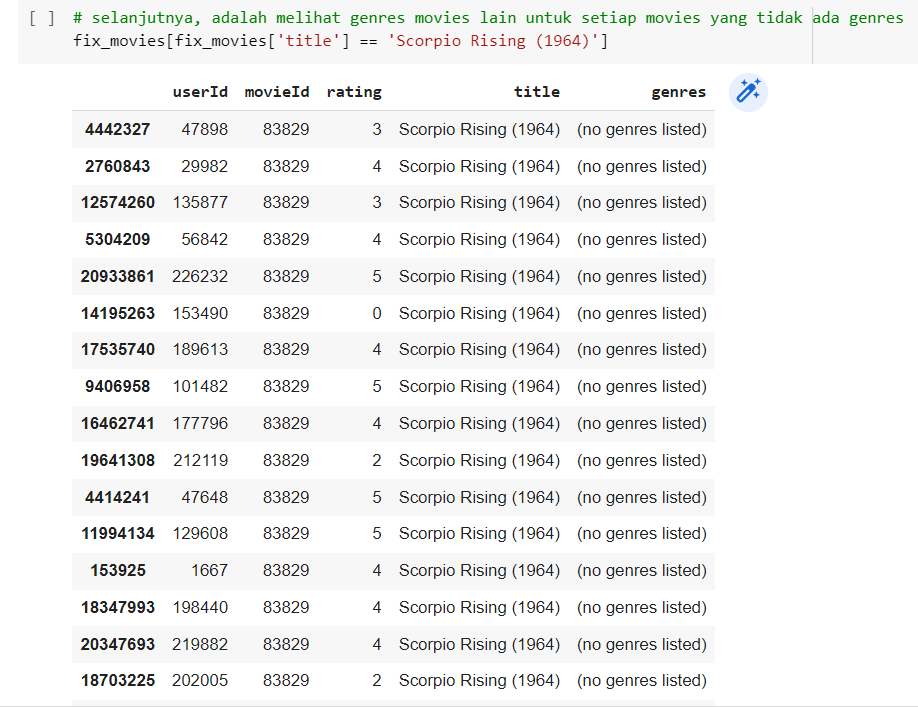 [ ] # selanjutnya, adalah melihat genres movies lain untuk setiap movies yang tidak ada genres
fix_movies[fix_movies['title'] == 'Scorpio Rising (1964)']
userId movieId rating title genres
4442327 47898 83829 3 Scorpio Rising (1964) (no genres listed)
2760843 29982 83829 4 Scorpio Rising (1964) (no genres listed)
12574260 135877 83829 3 Scorpio Rising (1964) (no genres listed)
5304209 56842 83829 4 Scorpio Rising (1964) (no genres listed)
20933861 226232 83829 5 Scorpio Rising (1964) (no genres listed)
14195263 153490 83829 0 Scorpio Rising (1964) (no genres listed)
17535740 189613 83829 4 Scorpio Rising (1964) (no genres listed)
9406958 101482 83829 5 Scorpio Rising (1964) (no genres listed)
16462741 177796 83829 4 Scorpio Rising (1964) (no genres listed)
19641308 212119 83829 2 Scorpio Rising (1964) (no genres listed)
4414241 47648 83829 5 Scorpio Rising (1964) (no genres listed)
11994134 129608 83829 5 Scorpio Rising (1964) (no genres listed)
153925 1667 83829 4 Scorpio Rising (1964) (no genres listed)
18347993 198440 83829 4 Scorpio Rising (1964) (no genres listed)
20347693 219882 83829 4 Scorpio Rising (1964) (no genres listed)
18703225 202005 83829 2 Scorpio Rising (1964) (no genres listed)